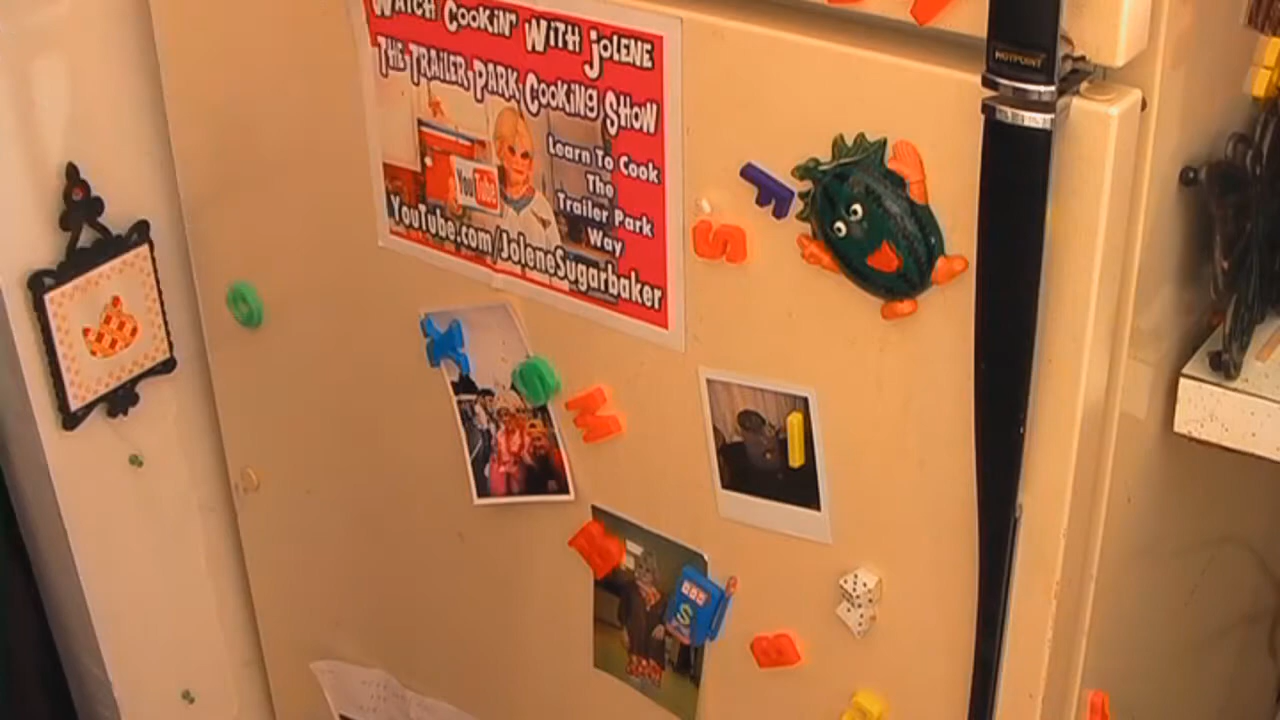 WATCH COOKIN' WITH JOLENE
THE TRAILER PARK COOKING SHOW
Learn To Cook
The
Trailer Park
Way
YouTube
YouTube.com/JoleneSugarbaker
HOTPOINT
F
S
X
M
$
B